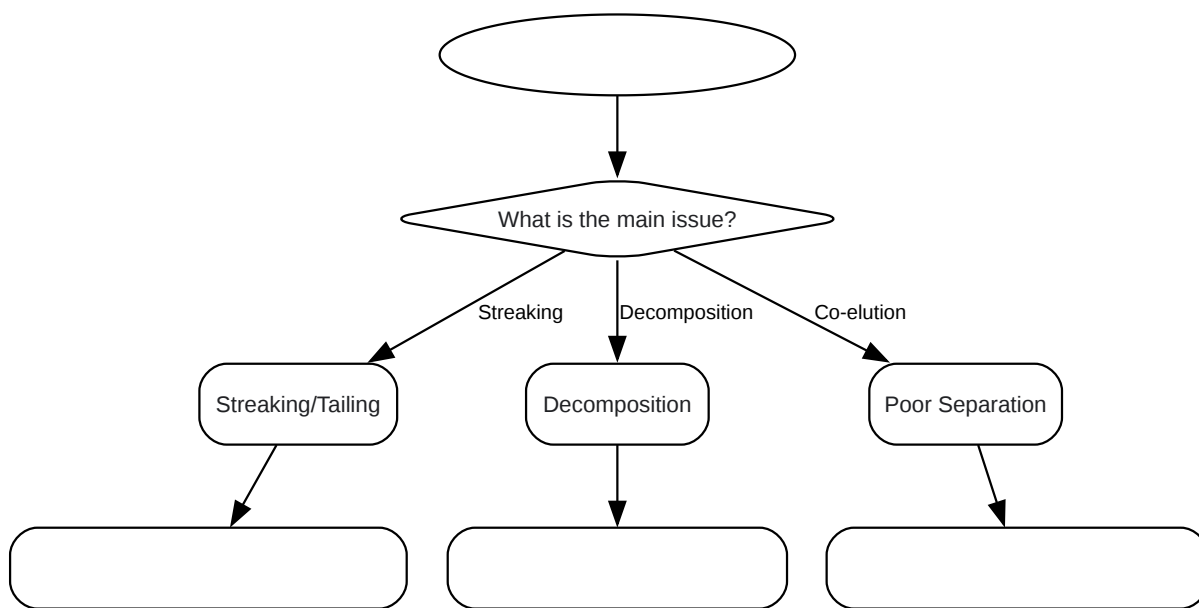 What is the main issue?
Streaking
Decomposition
Co-elution
Streaking/Tailing
Decomposition
Poor Separation